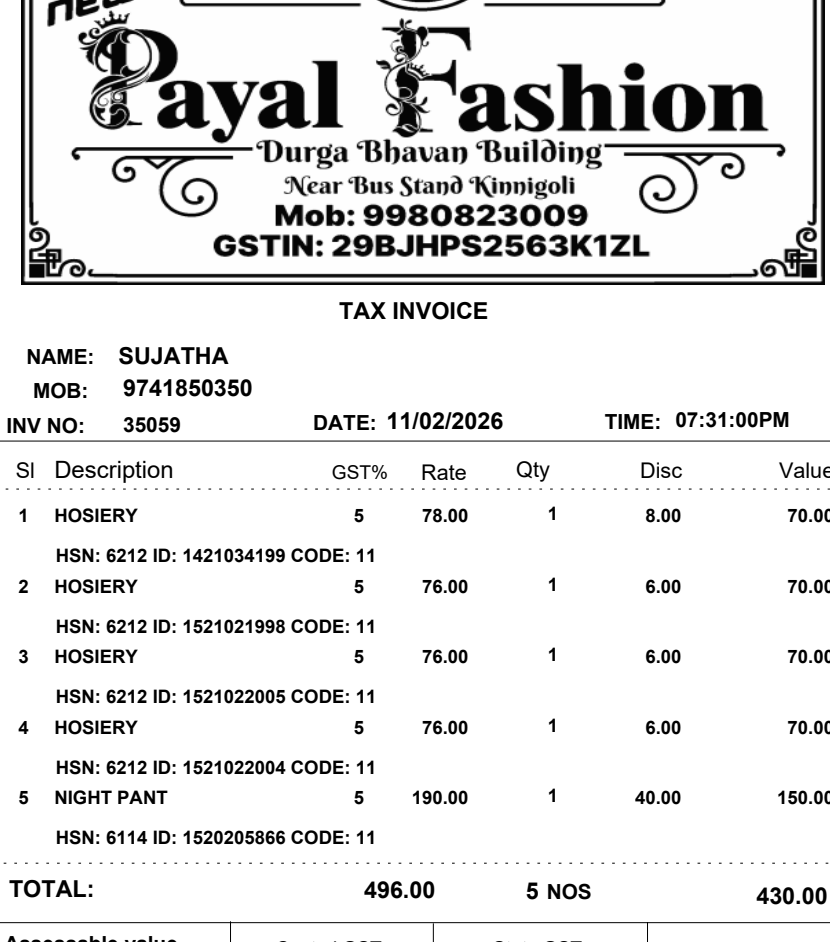 new
Payal Fashion
Durga Bhavan Building
Near Bus Stand Kinnigoli
Mob: 9980823009
GSTIN: 29BJHPS2563K1ZL
TAX INVOICE
NAME: SUJATHA
MOB: 9741850350
INV NO: 35059 DATE: 11/02/2026 TIME: 07:31:00PM
Sl Description GST% Rate Qty Disc Value
1 HOSIERY 5 78.00 1 8.00 70.00
HSN: 6212 ID: 1421034199 CODE: 11
2 HOSIERY 5 76.00 1 6.00 70.00
HSN: 6212 ID: 1521021998 CODE: 11
3 HOSIERY 5 76.00 1 6.00 70.00
HSN: 6212 ID: 1521022005 CODE: 11
4 HOSIERY 5 76.00 1 6.00 70.00
HSN: 6212 ID: 1521022004 CODE: 11
5 NIGHT PANT 5 190.00 1 40.00 150.00
HSN: 6114 ID: 1520205866 CODE: 11
TOTAL: 496.00 5 NOS 430.00